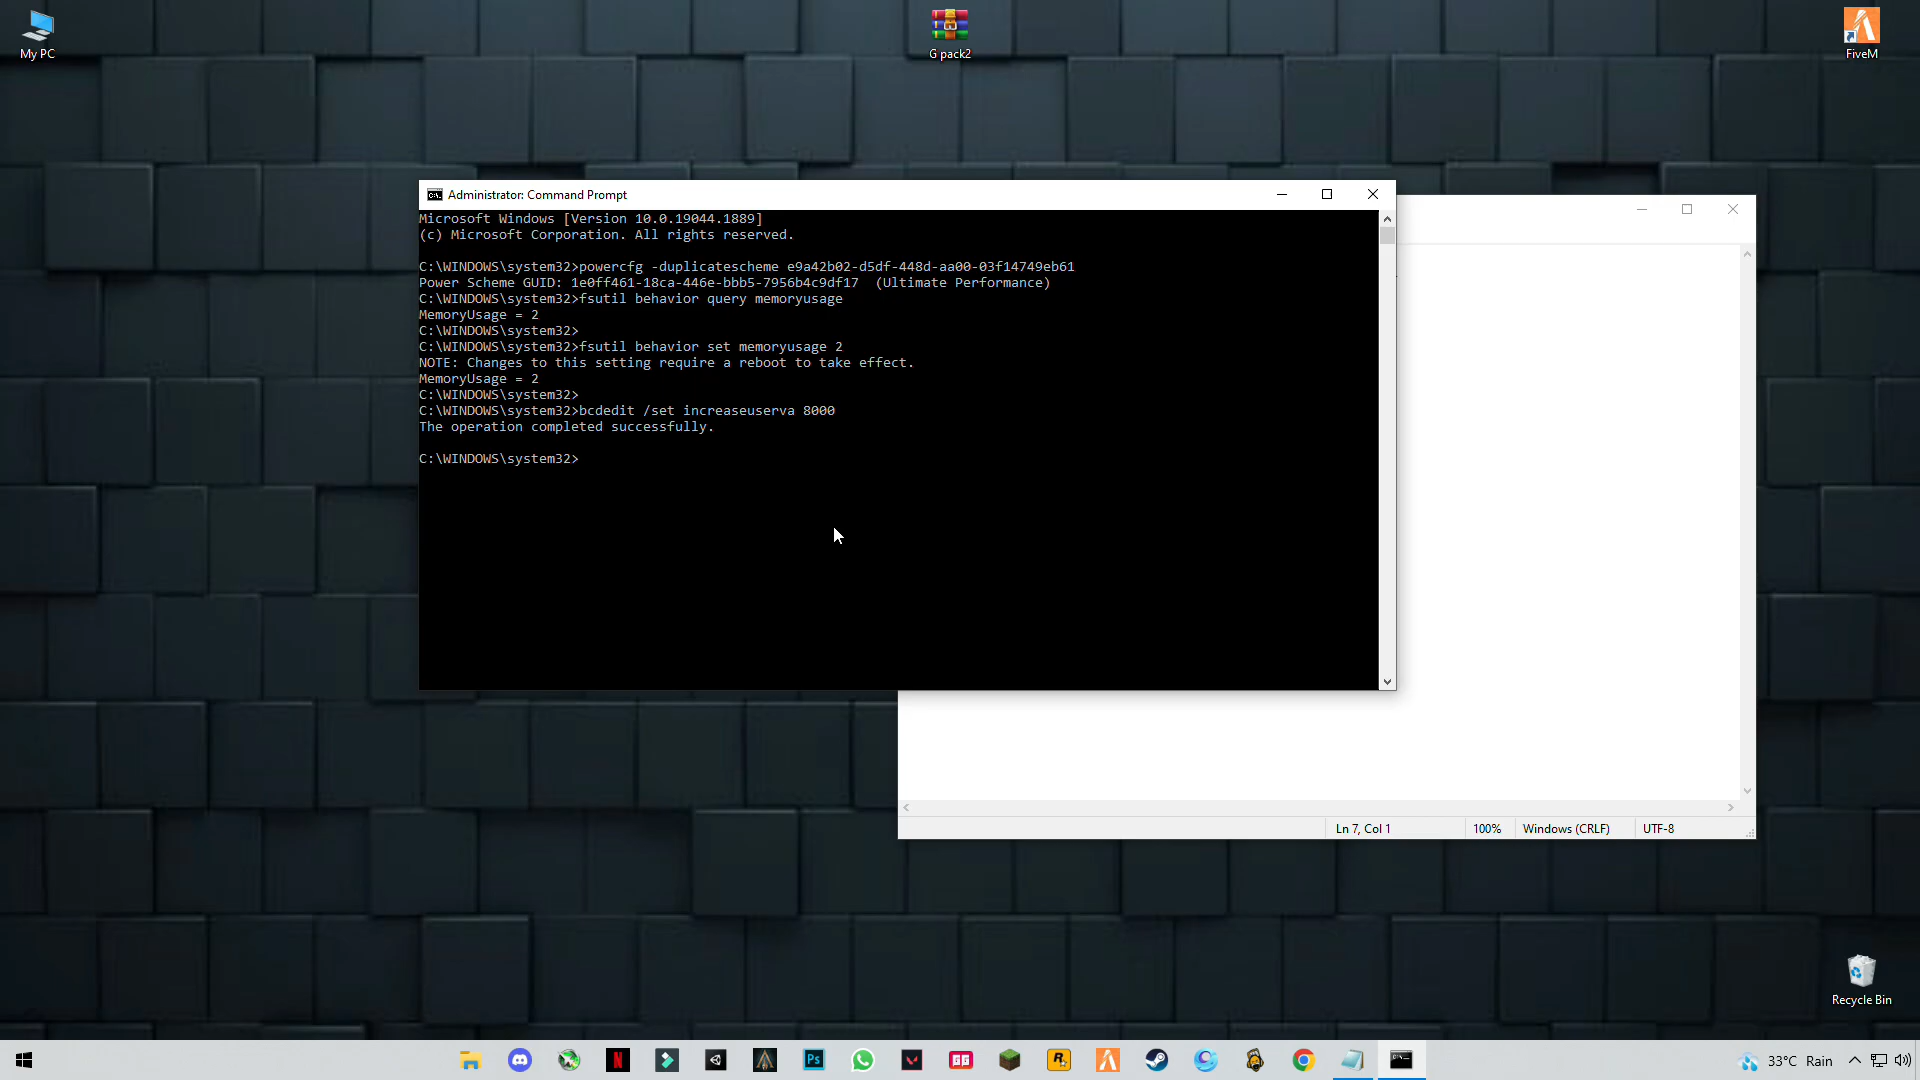 My PC
G pack2
FiveM
Administrator: Command Prompt
Microsoft Windows [Version 10.0.19044.1889]
(c) Microsoft Corporation. All rights reserved.
C:\WINDOWS\system32>powercfg -duplicatescheme e9a42b02-d5df-448d-aa00-03f14749eb61
Power Scheme GUID: 1e0ff461-18ca-446e-bbb5-7956b4c9df17  (Ultimate Performance)
C:\WINDOWS\system32>fsutil behavior query memoryusage
MemoryUsage = 2
C:\WINDOWS\system32>
C:\WINDOWS\system32>fsutil behavior set memoryusage 2
NOTE: Changes to this setting require a reboot to take effect.
MemoryUsage = 2
C:\WINDOWS\system32>
C:\WINDOWS\system32>bcdedit /set increaseuserva 8000
The operation completed successfully.
C:\WINDOWS\system32>
Ln 7, Col 1
100%
Windows (CRLF)
UTF-8
Recycle Bin
33°C Rain